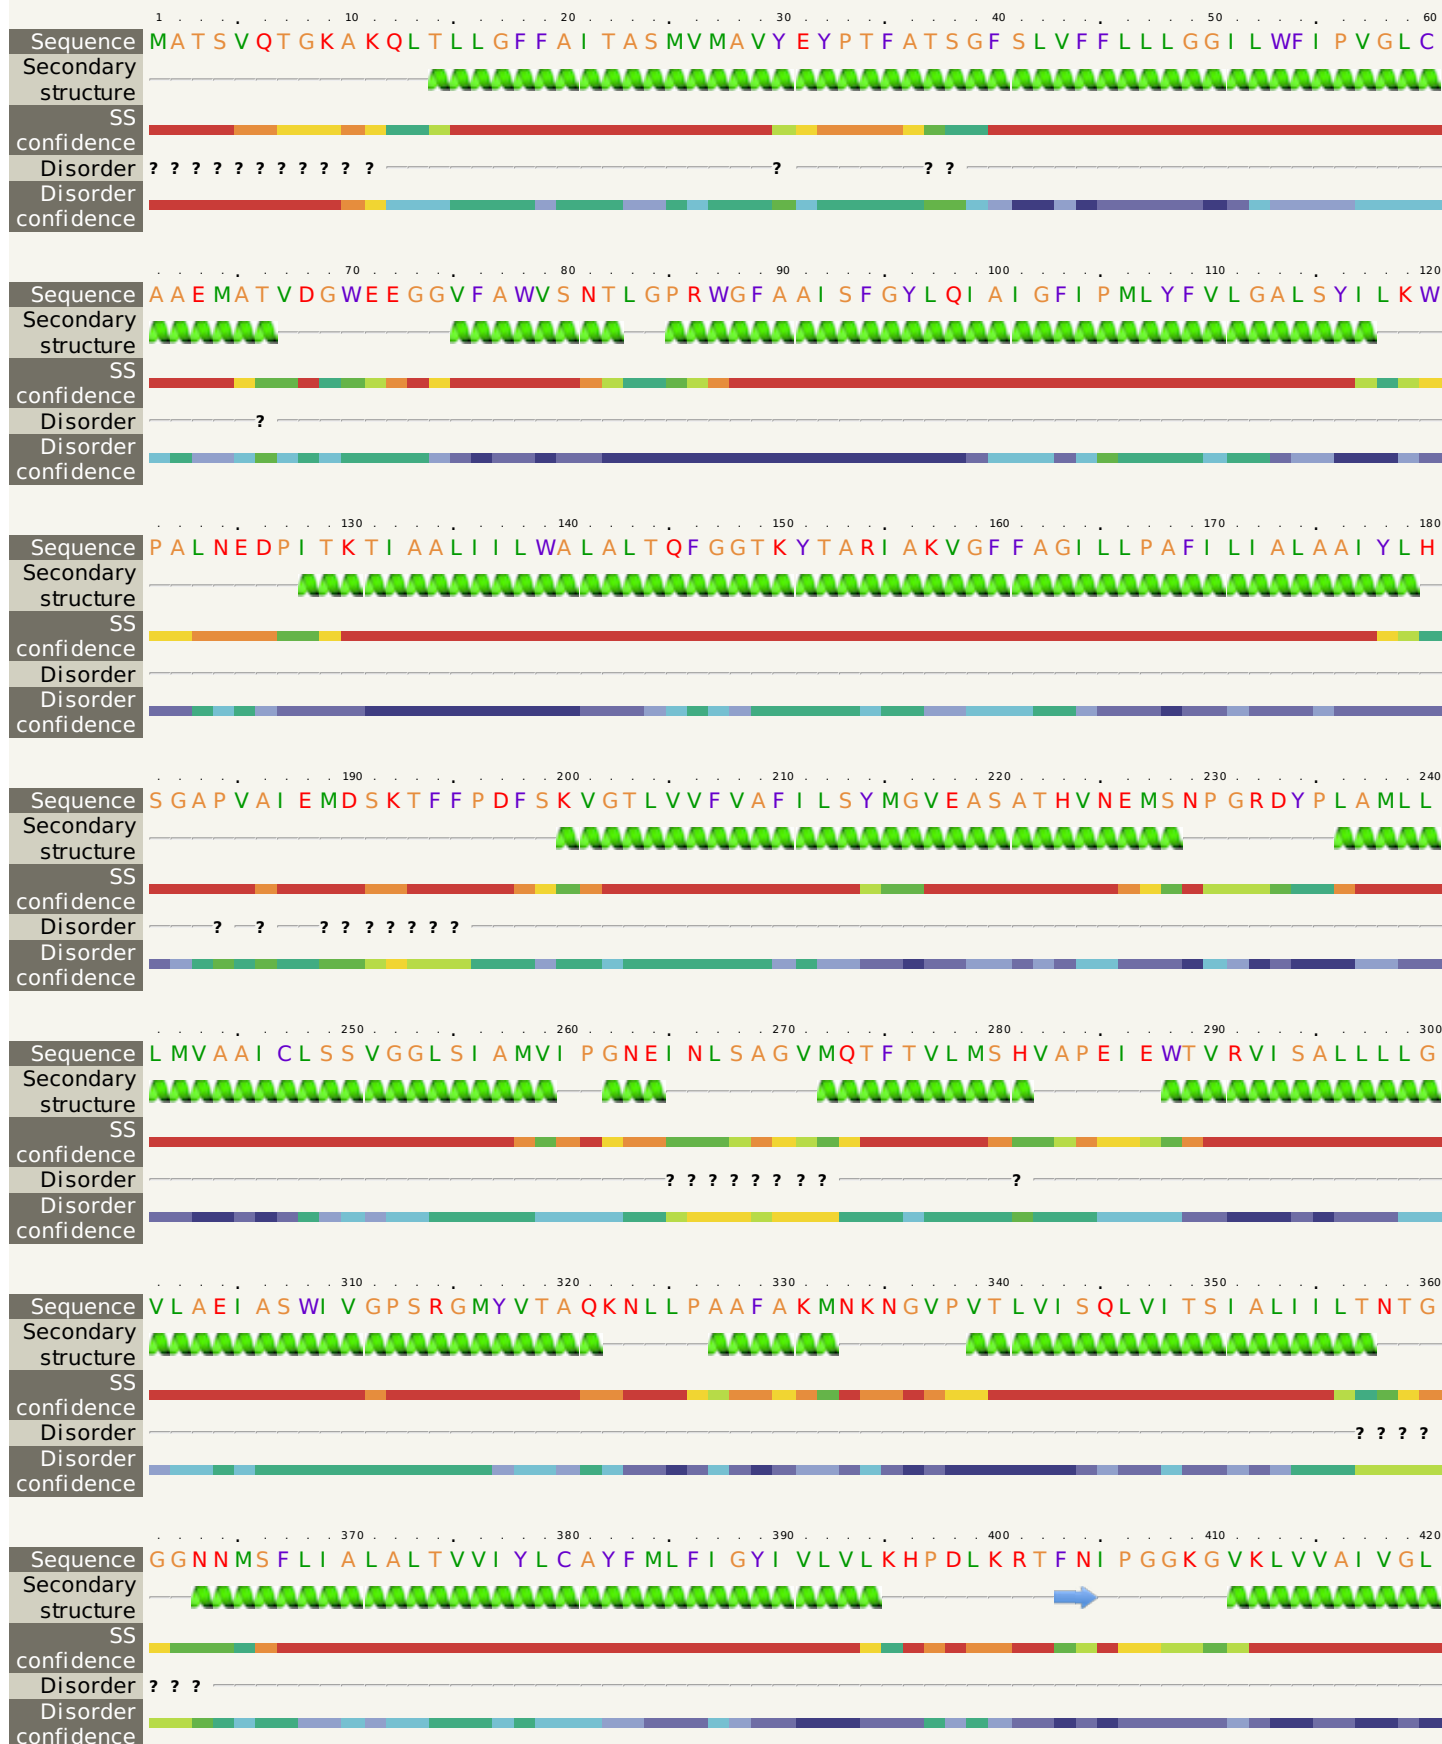 1 10 20 30 40 50 60
Sequence MATSVQTGKAKQLTLLGFFAITASMVMAVYEYPTFATSGFSLVFFLLLGGILWFIPVGLC
Secondary
structure
SS
confidence
Disorder ? ? ? ? ? ? ? ? ? ? ? ? ? ?
Disorder
confidence
70 80 90 100 110 120
Sequence AAEMATVDGWEEGGVFAWVSNTLGPRWGFAAISFGYLQIAIGFIPMLYFVLGALSYILKW
Secondary
structure
SS
confidence
Disorder ?
Disorder
confidence
130 140 150 160 170 180
Sequence PALNEDPITKTIAALIILWALALTQFGGTKYTARIAKVGFFAGILLPAFILIALAAIYLH
Secondary
structure
SS
confidence
Disorder
Disorder
confidence
190 200 210 220 230 240
Sequence SGAPVAIEMDSKTFFPDFSKVGTLVVFVAFILSYMGVEASATHVNEMSNPGRDYPLAMLL
Secondary
structure
SS
confidence
Disorder ? ? ? ? ? ? ? ? ?
Disorder
confidence
250 260 270 280 290 300
Sequence LMVAAICLSSVGGLSIAMVIPGNEINLSAGVMQTFTVLMSHVAPEIEWTVRVISALLLLG
Secondary
structure
SS
confidence
Disorder ? ? ? ? ? ? ? ? ?
Disorder
confidence
310 320 330 340 350 360
Sequence VLAEIASWIVGPSRGMYVTAQKNLLPAAFAKMNKNGVPVTLVISQLVITSIALIILTNTG
Secondary
structure
SS
confidence
Disorder ? ? ? ?
Disorder
confidence
370 380 390 400 410 420
Sequence GGNNMSFLIALALTVVIYLCAYFMLFIGYIVLVLKHPDLKRTFNIPGGKGVKLVVAIVGL
Secondary
structure
SS
confidence
Disorder ? ? ?
Disorder
confidence